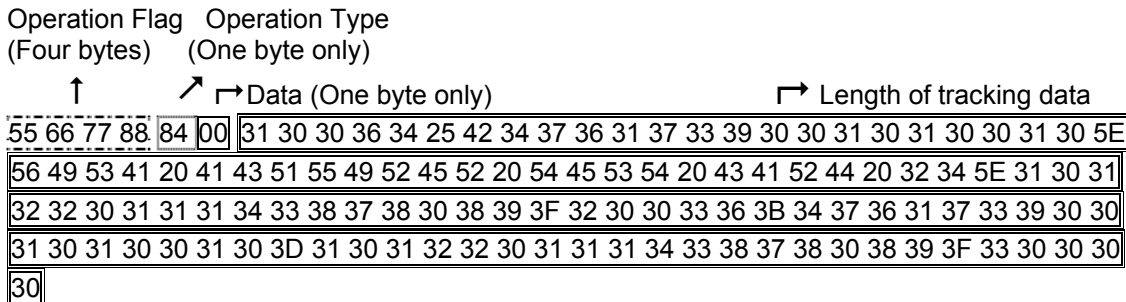 Operation Flag Operation Type
(Four bytes) (One byte only)
↑ ↗ ↱Data (One byte only) ↱ Length of tracking data
55 66 77 88 84 00 31 30 30 36 34 25 42 34 37 36 31 37 33 39 30 30 31 30 31 30 30 31 30 5E
56 49 53 41 20 41 43 51 55 49 52 45 52 20 54 45 53 54 20 43 41 52 44 20 32 34 5E 31 30 31
32 32 30 31 31 31 34 33 38 37 38 30 38 39 3F 32 30 30 33 36 3B 34 37 36 31 37 33 39 30 30
31 30 31 30 30 31 30 3D 31 30 31 32 32 30 31 31 31 34 33 38 37 38 30 38 39 3F 33 30 30 30
30